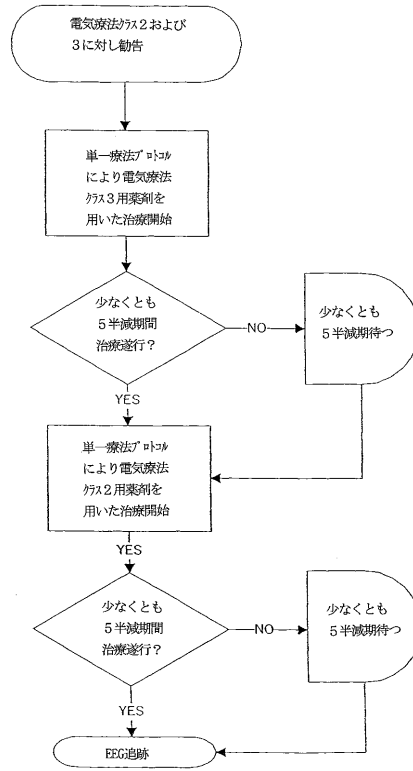 電気療法クラス2および
3に対し勧告
単一療法プロトコル
により電気療法
クラス3用薬剤を
用いた治療開始
少なくとも
5半減期間
治療遂行?
NO
少なくとも
5半減期待つ
YES
単一療法プロトコル
により電気療法
クラス2用薬剤を
用いた治療開始
YES
少なくとも
5半減期間
治療遂行?
NO
少なくとも
5半減期待つ
YES
EEG追跡